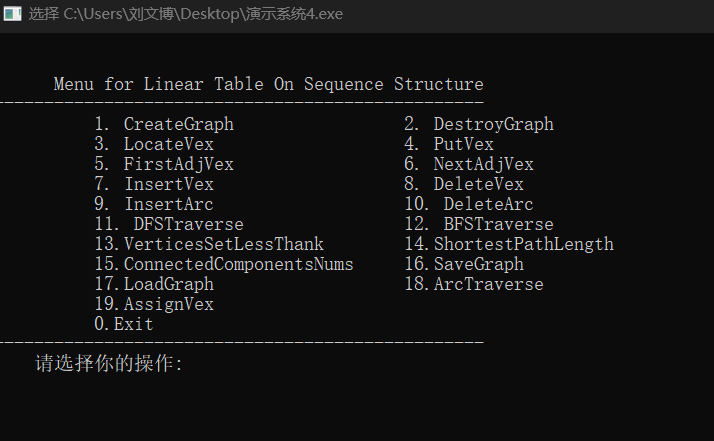 选择 C:\Users\刘文博\Desktop\演示系统4.exe
Menu for Linear Table On Sequence Structure
-------------------------------------------------
1. CreateGraph 2. DestroyGraph
3. LocateVex 4. PutVex
5. FirstAdjVex 6. NextAdjVex
7. InsertVex 8. DeleteVex
9. InsertArc 10. DeleteArc
11. DFSTraverse 12. BFSTraverse
13.VerticesSetLessThank 14.ShortestPathLength
15.ConnectedComponentsNums 16.SaveGraph
17.LoadGraph 18.ArcTraverse
19.AssignVex
0.Exit
-------------------------------------------------
请选择你的操作: